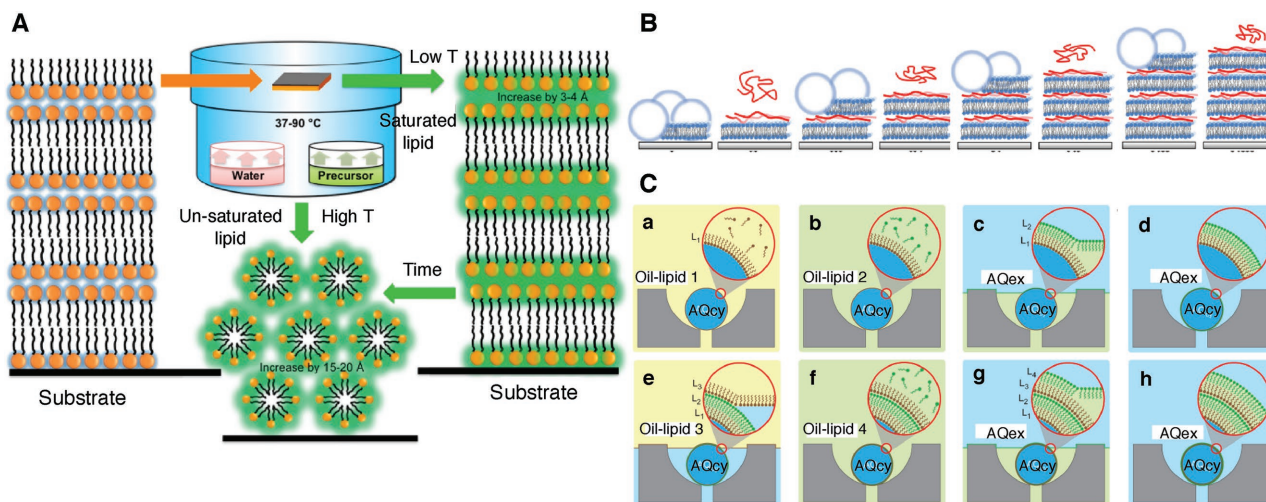 A
Low T
Increase by 3-4 Å
37-90 °C
Saturated
lipid
Water
Precursor
Un-saturated
lipid
High T
Time
Increase by 15-20 Å
Substrate
Substrate
B
C
a
L1
Oil-lipid 1
AQcy
b
Oil-lipid 2
AQcy
c
L2
L1
AQex
AQcy
d
AQex
AQcy
e
L3
L2
L1
Oil-lipid 3
AQcy
f
Oil-lipid 4
AQcy
g
L4
L3
L2
L1
AQex
AQcy
h
AQex
AQcy